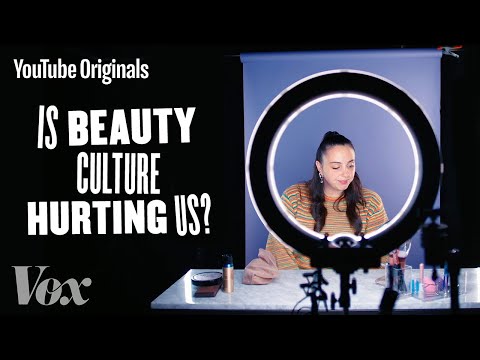 YouTube Originals
IS BEAUTY
CULTURE
HURTING US?
Vox